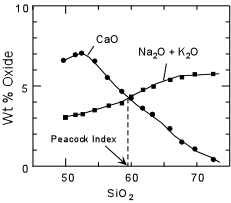 10
CaO
Na2O + K2O
Wt % Oxide
5
Peacock Index
0
50
60
70
SiO2